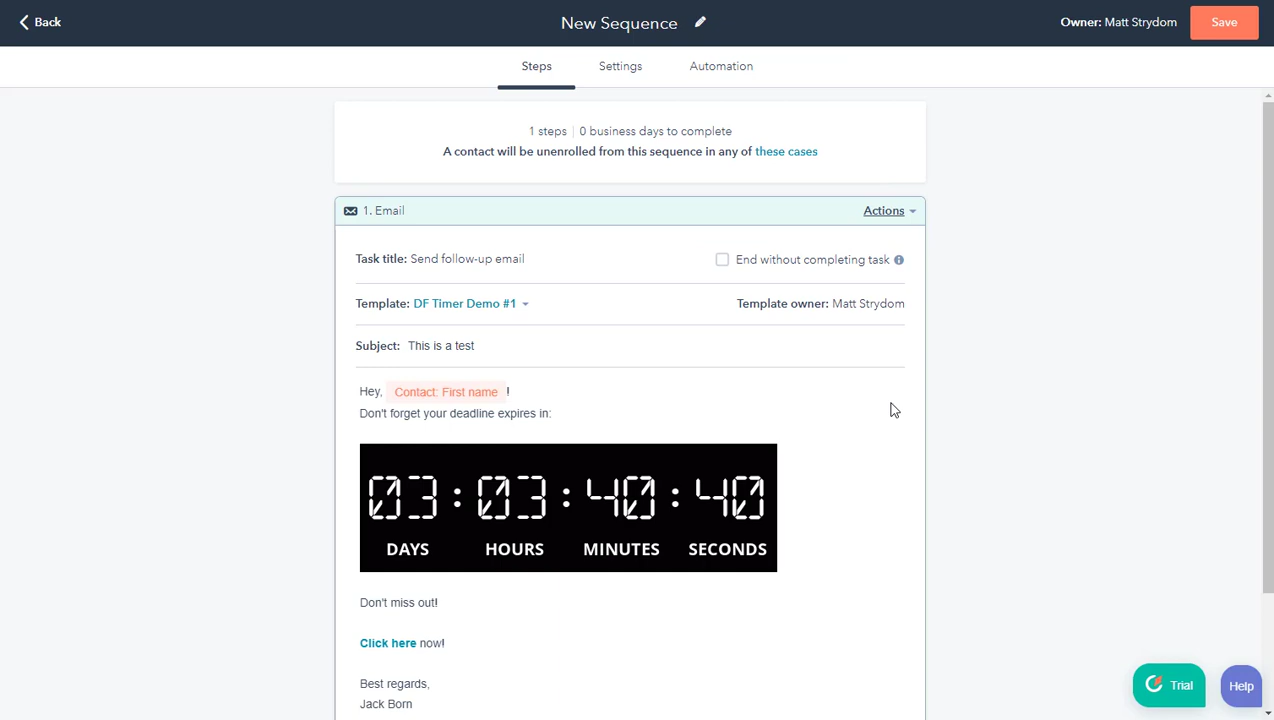 Back
New Sequence
Owner: Matt Strydom
Save
Steps
Settings
Automation
1 steps | 0 business days to complete
A contact will be unenrolled from this sequence in any of these cases
1. Email
Actions
Task title: Send follow-up email
End without completing task
Template: DF Timer Demo #1
Template owner: Matt Strydom
Subject: This is a test
Hey, Contact: First name !
Don't forget your deadline expires in:
03:03:40:40
DAYS HOURS MINUTES SECONDS
Don't miss out!
Click here now!
Best regards,
Jack Born
Trial
Help